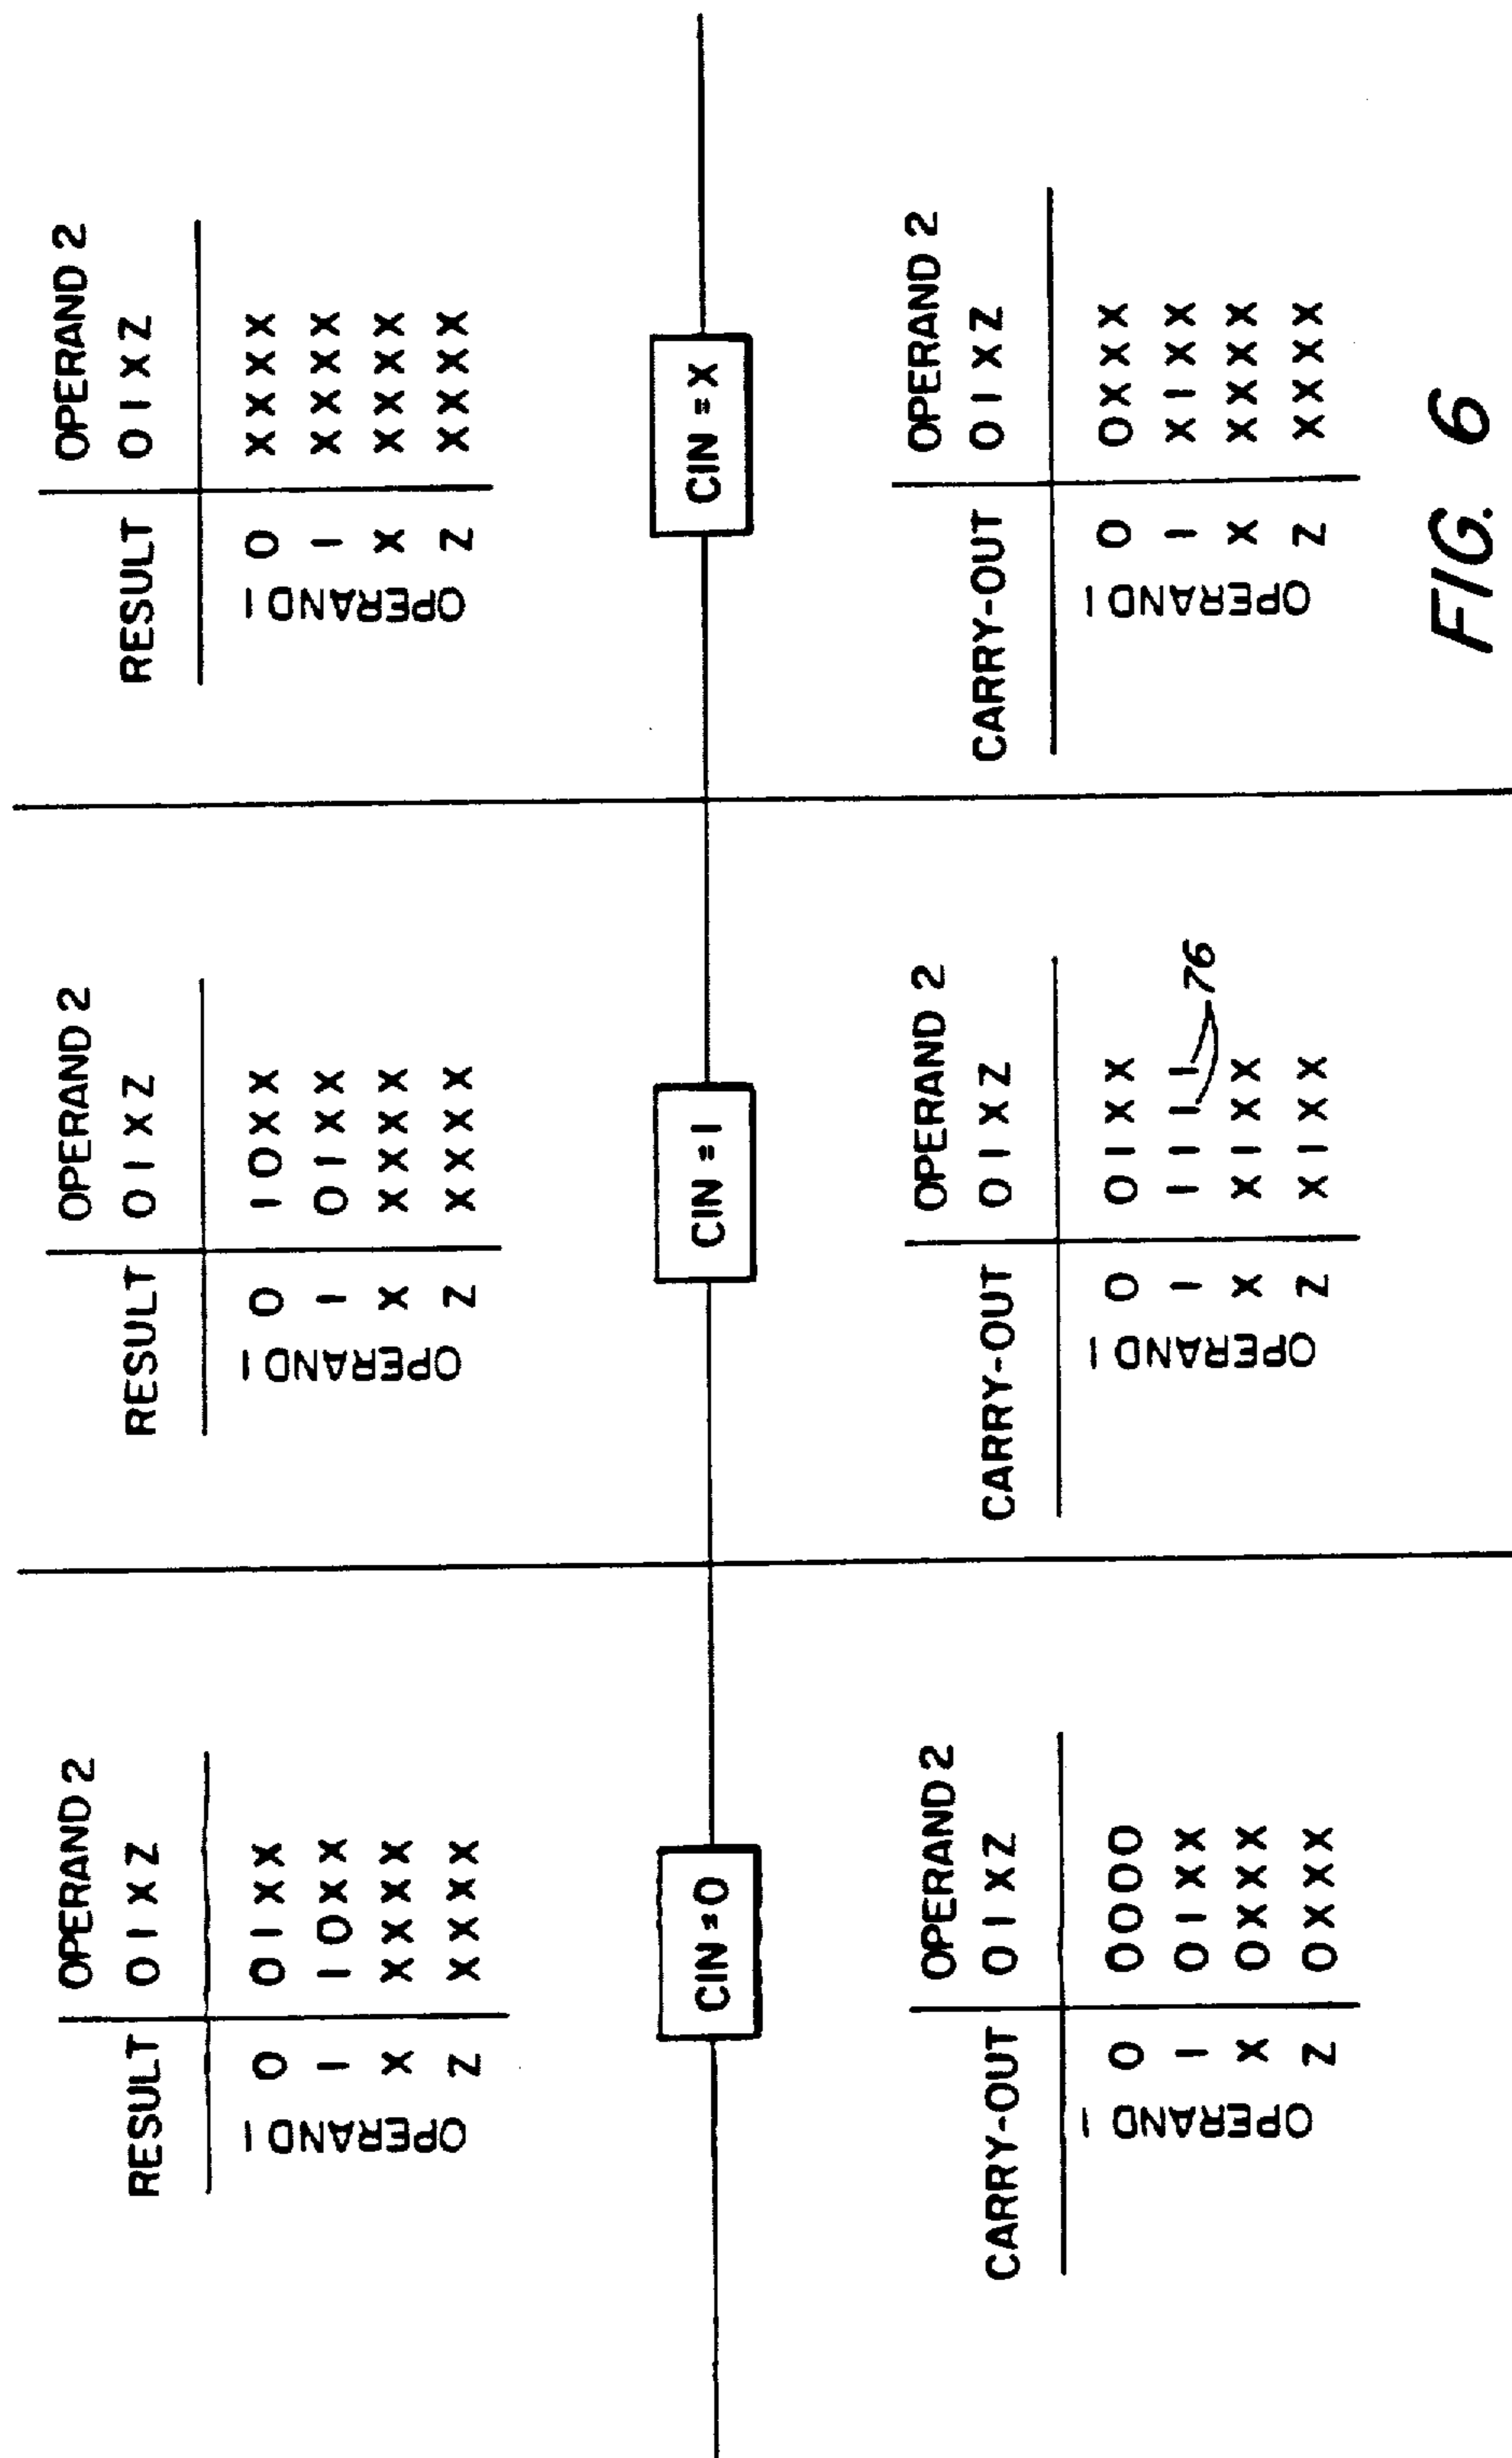 OPERAND 2
RESULT 0 1 X Z
OPERAND 1
0 0 1 X X
1 1 0 X X
X X X X X
Z X X X X
OPERAND 2
RESULT 0 1 X Z
OPERAND 1
0 1 0 X X
1 0 1 X X
X X X X X
Z X X X X
OPERAND 2
RESULT 0 1 X Z
OPERAND 1
0 X X X X
1 X X X X
X X X X X
Z X X X X
CIN = 0
CIN = 1
CIN = X
OPERAND 2
CARRY-OUT 0 1 X Z
OPERAND 1
0 0 0 0 0
1 0 1 X X
X 0 X X X
Z 0 X X X
OPERAND 2
CARRY-OUT 0 1 X Z
OPERAND 1
0 0 1 X X
1 1 1 1 1
X X 1 X X
Z X 1 X X
76
OPERAND 2
CARRY-OUT 0 1 X Z
OPERAND 1
0 0 X X X
1 X 1 X X
X X X X X
Z X X X X
FIG. 6